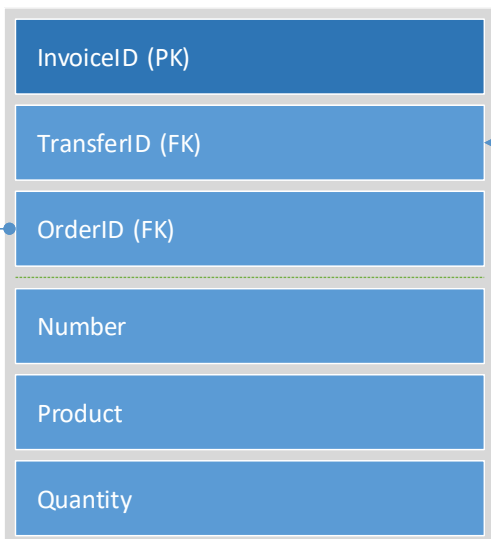 InvoiceID (PK)
TransferID (FK)
OrderID (FK)
Number
Product
Quantity